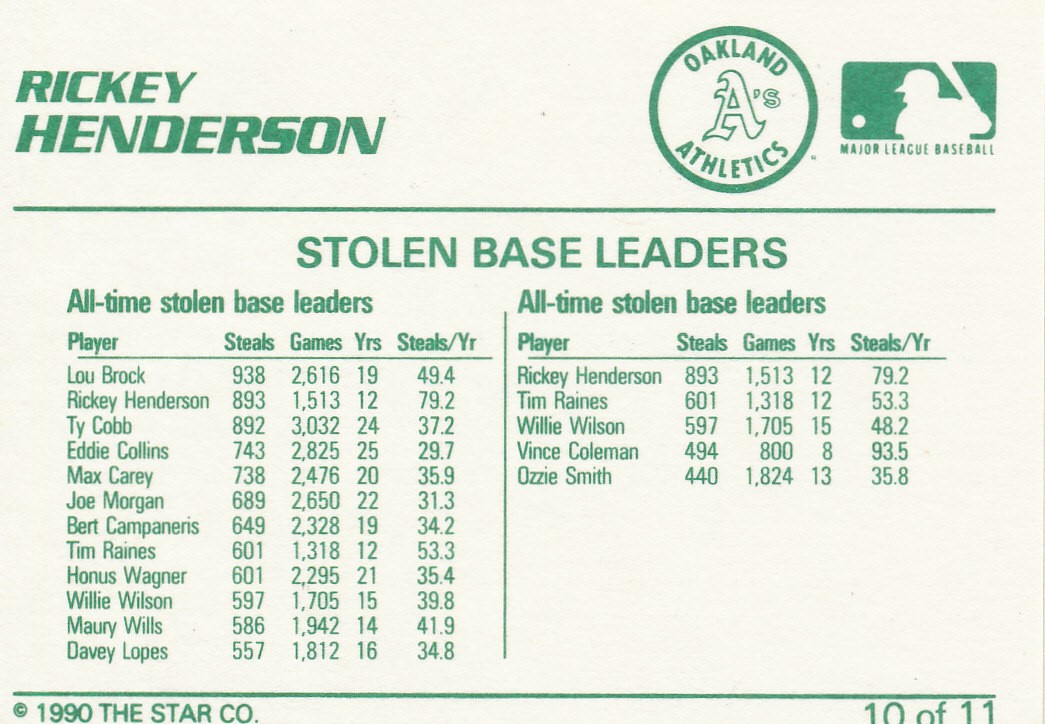 RICKEY
HENDERSON
OAKLAND
A's
ATHLETICS
MAJOR LEAGUE BASEBALL
STOLEN BASE LEADERS
All-time stolen base leaders
Player Steals Games Yrs Steals/Yr
Lou Brock 938 2,616 19 49.4
Rickey Henderson 893 1,513 12 79.2
Ty Cobb 892 3,032 24 37.2
Eddie Collins 743 2,825 25 29.7
Max Carey 738 2,476 20 35.9
Joe Morgan 689 2,650 22 31.3
Bert Campaneris 649 2,328 19 34.2
Tim Raines 601 1,318 12 53.3
Honus Wagner 601 2,295 21 35.4
Willie Wilson 597 1,705 15 39.8
Maury Wills 586 1,942 14 41.9
Davey Lopes 557 1,812 16 34.8
All-time stolen base leaders
Player Steals Games Yrs Steals/Yr
Rickey Henderson 893 1,513 12 79.2
Tim Raines 601 1,318 12 53.3
Willie Wilson 597 1,705 15 48.2
Vince Coleman 494 800 8 93.5
Ozzie Smith 440 1,824 13 35.8
© 1990 THE STAR CO.
10 of 11